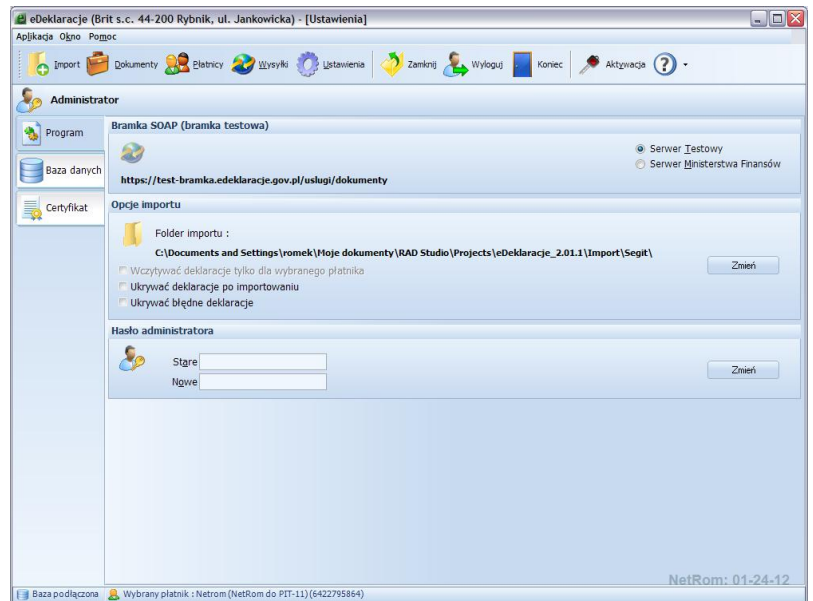 eDeklaracje (Brit s.c. 44-200 Rybnik, ul. Jankowicka) - [Ustawienia]
Aplikacja Okno Pomoc
Import Dokumenty Płatnicy Wysyłki Ustawienia Zamknij Wyloguj Koniec Aktywacja ?
Administrator
Program
Baza danych
Certyfikat
Bramka SOAP (bramka testowa)
Serwer Testowy
Serwer Ministerstwa Finansów
https://test-bramka.edeklaracje.gov.pl/uslugi/dokumenty
Opcje importu
Folder importu :
C:\Documents and Settings\romek\Moje dokumenty\RAD Studio\Projects\eDeklaracje_2.01.1\Import\Segit\
Zmień
Wczytywać deklaracje tylko dla wybranego płatnika
Ukrywać deklaracje po importowaniu
Ukrywać błędne deklaracje
Hasło administratora
Stare
Nowe
Zmień
NetRom: 01-24-12
Baza podłączona Wybrany płatnik : Netrom (NetRom do PIT-11)(6422795864)